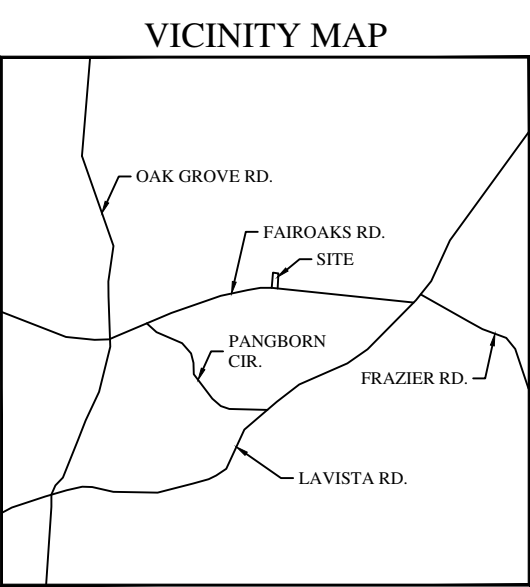 VICINITY MAP
OAK GROVE RD.
FAIROAKS RD.
SITE
PANGBORN
CIR.
FRAZIER RD.
LAVISTA RD.